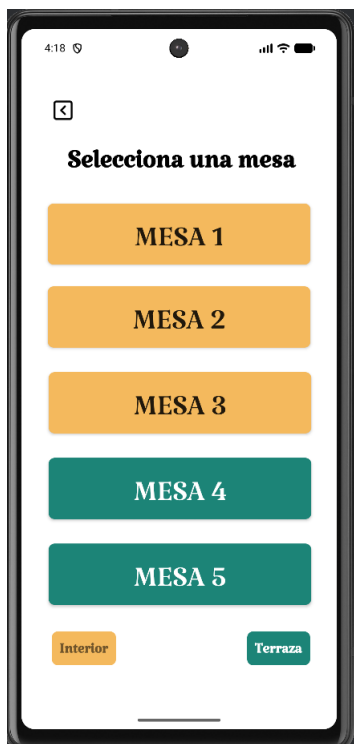 4:18
Selecciona una mesa
MESA 1
MESA 2
MESA 3
MESA 4
MESA 5
Interior Terraza